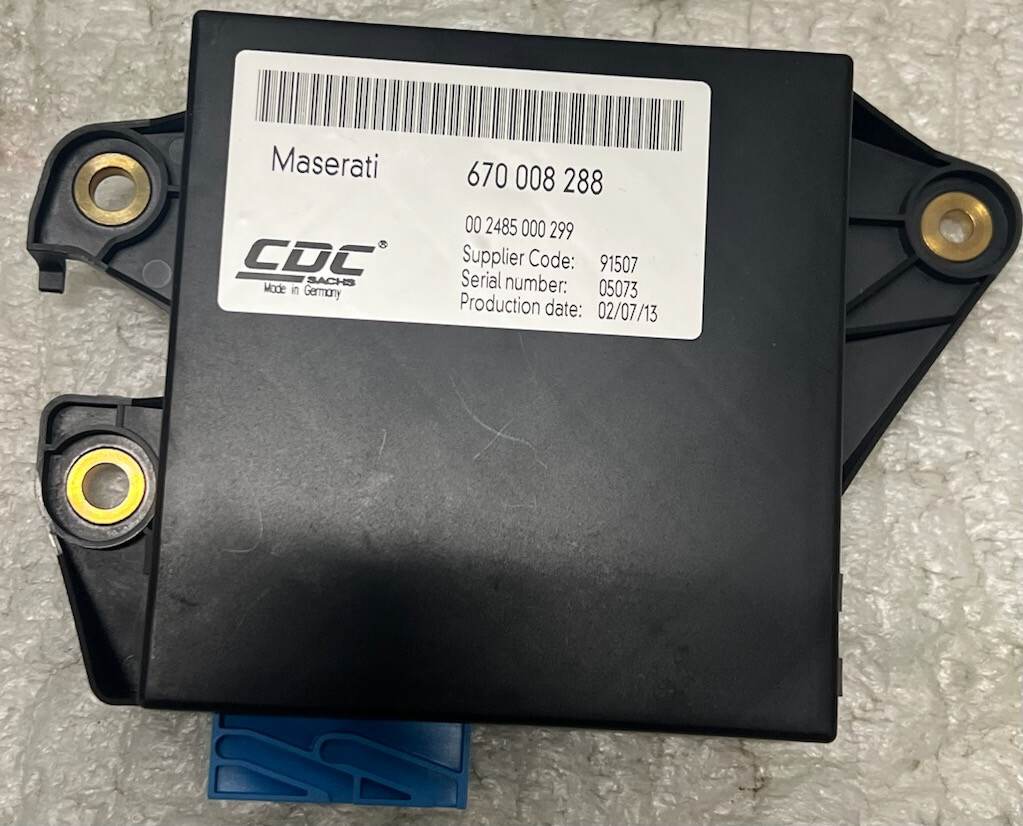 Maserati 670 008 288
00 2485 000 299
Supplier Code: 91507
Serial number: 05073
Production date: 02/07/13
CDC®
SACHS
Made in Germany